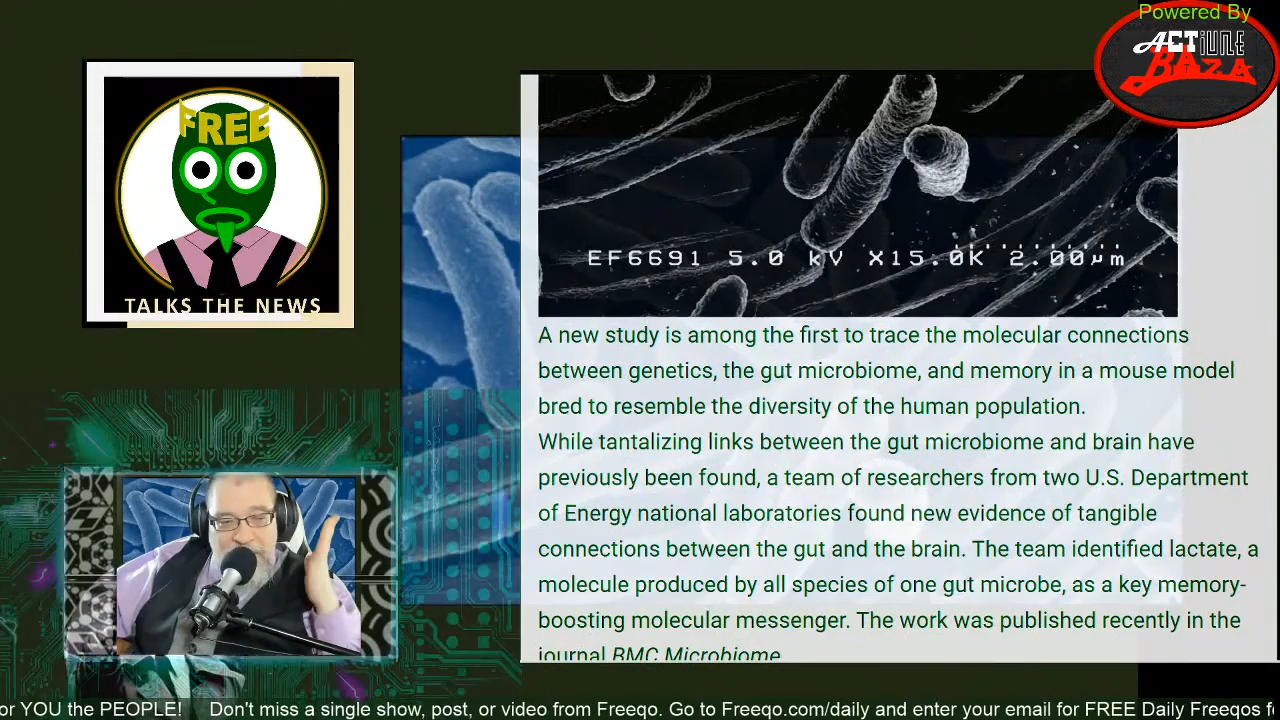 Powered By
ACTiUNE
BAZA
FREE
TALKS THE NEWS
EF6691 5.0 kV X15.0K 2.00µm
A new study is among the first to trace the molecular connections
between genetics, the gut microbiome, and memory in a mouse model
bred to resemble the diversity of the human population.
While tantalizing links between the gut microbiome and brain have
previously been found, a team of researchers from two U.S. Department
of Energy national laboratories found new evidence of tangible
connections between the gut and the brain. The team identified lactate, a
molecule produced by all species of one gut microbe, as a key memory-
boosting molecular messenger. The work was published recently in the
journal BMC Microbiome.
or YOU the PEOPLE! Don't miss a single show, post, or video from Freeqo. Go to Freeqo.com/daily and enter your email for FREE Daily Freeqos f